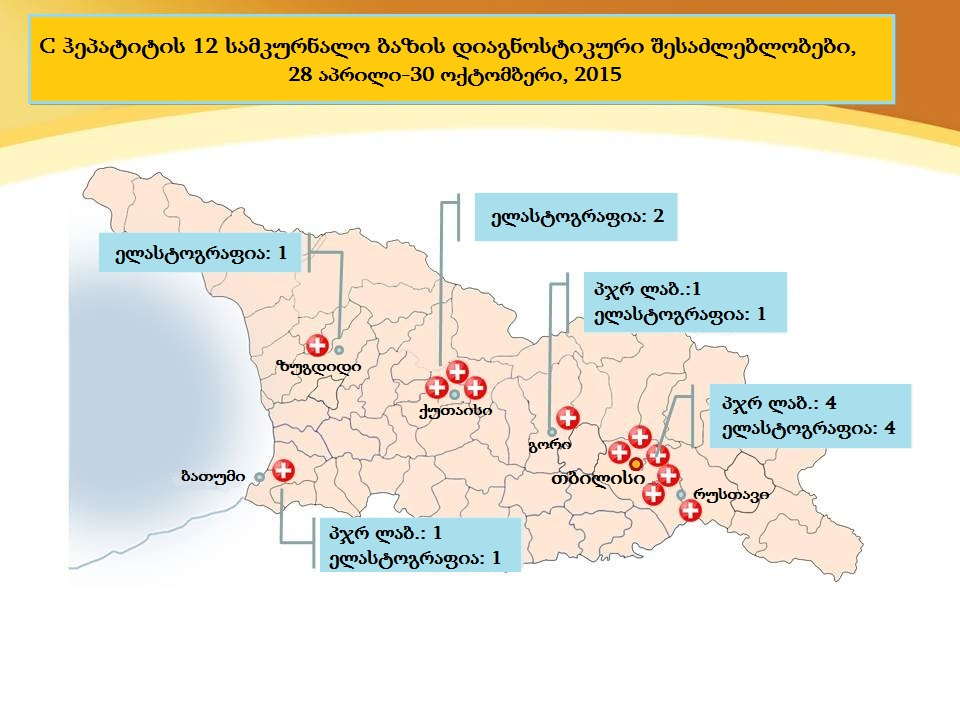 C ჰეპატიტის 12 სამკურნალო ბაზის დიაგნოსტიკური შესაძლებლობები,
28 აპრილი-30 ოქტომბერი, 2015
ელასტოგრაფია: 2
ელასტოგრაფია: 1
პჯრ ლაბ.:1
ელასტოგრაფია: 1
ზუგდიდი
ქუთაისი
პჯრ ლაბ.: 4
ელასტოგრაფია: 4
გორი
ბათუმი
თბილისი
რუსთავი
პჯრ ლაბ.: 1
ელასტოგრაფია: 1